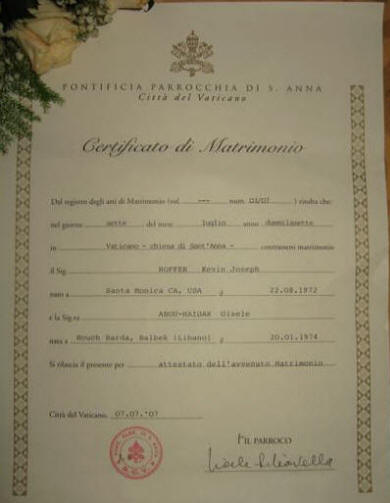 PONTIFICIA PARROCCHIA DI S. ANNA
Città del Vaticano
Certificato di Matrimonio
Dal registro degli atti di Matrimonio (vol. --- num. 01/07 ) risulta che:
nel giorno sette del mese luglio anno duemilasette
in Vaticano - chiesa di Sant'Anna - contrassero matrimonio
il Sig. HOFFER Kevin Joseph
nato a Santa Monica CA, USA il 22.08.1972
e la Sig.ra ABOU-HAIDAR Gisele
nata a Houch Barda, Balbek (Libano) il 20.01.1974
Si rilascia il presente per attestato dell'avvenuto Matrimonio
Città del Vaticano, 07.07.'07
IL PARROCO